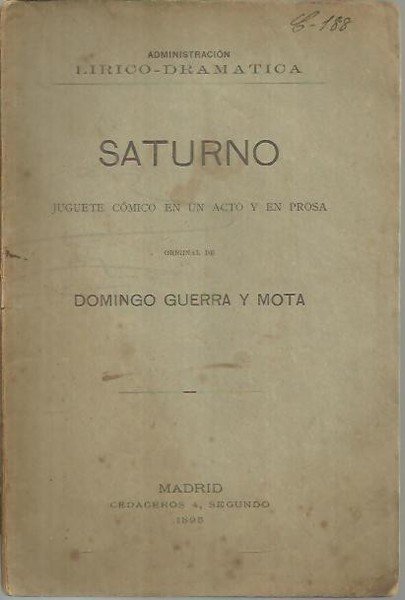 C-188
ADMINISTRACIÓN
LIRICO-DRAMATICA
SATURNO
JUGUETE CÓMICO EN UN ACTO Y EN PROSA
ORIGINAL DE
DOMINGO GUERRA Y MOTA
MADRID
CEDACEROS 4, SEGUNDO
1895